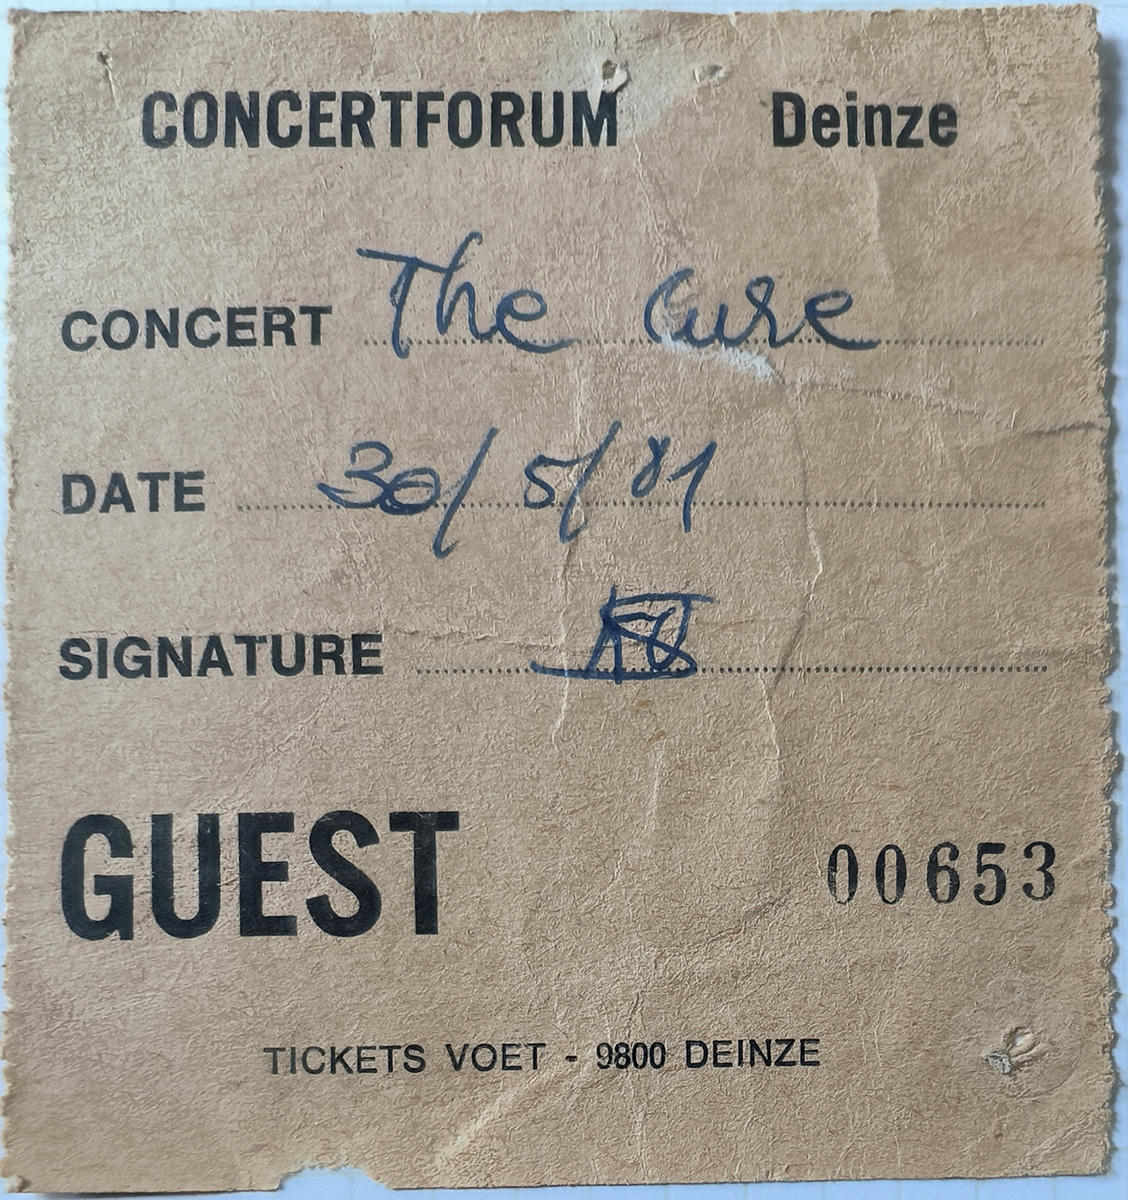 CONCERTFORUM Deinze
CONCERT The Cure
DATE 30/5/81
SIGNATURE
GUEST 00653
TICKETS VOET - 9800 DEINZE